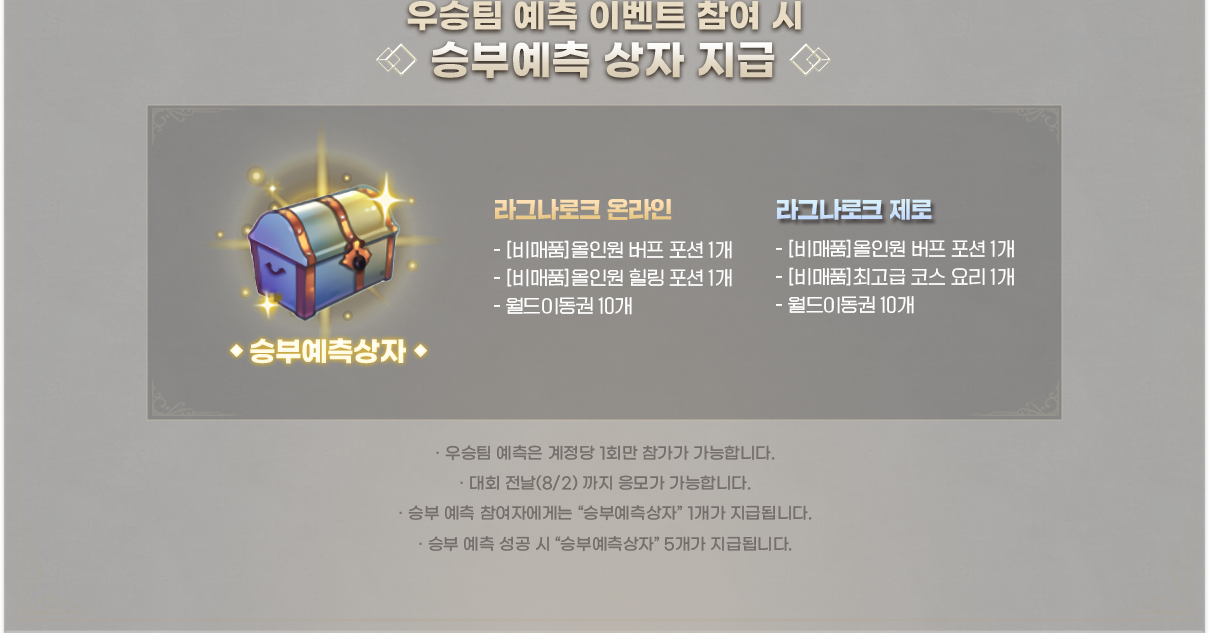 우승팀 예측 이벤트 참여 시
승부예측 상자 지급
라그나로크 온라인
- [비매품]올인원 버프 포션 1개
- [비매품]올인원 힐링 포션 1개
- 월드이동권 10개
라그나로크 제로
- [비매품]올인원 버프 포션 1개
- [비매품]최고급 코스 요리 1개
- 월드이동권 10개
승부예측상자
· 우승팀 예측은 계정당 1회만 참가가 가능합니다.
· 대회 전날(8/2) 까지 응모가 가능합니다.
· 승부 예측 참여자에게는 “승부예측상자” 1개가 지급됩니다.
· 승부 예측 성공 시 “승부예측상자” 5개가 지급됩니다.